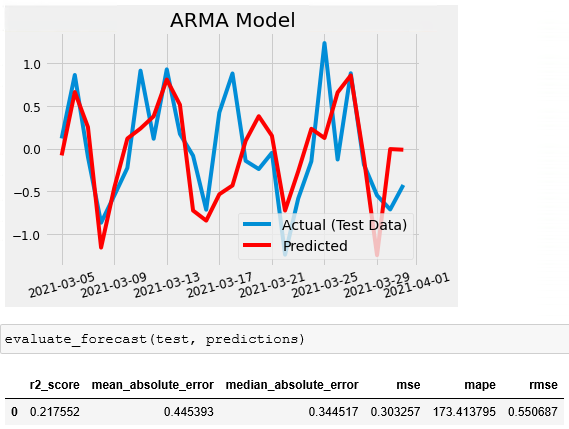 ARMA Model
1.0
0.5
0.0
−0.5
−1.0
Actual (Test Data)
Predicted
2021-03-05 2021-03-09 2021-03-13 2021-03-17 2021-03-21 2021-03-25 2021-03-29 2021-04-01
evaluate_forecast(test, predictions)
r2_score mean_absolute_error median_absolute_error mse mape rmse
0 0.217552 0.445393 0.344517 0.303257 173.413795 0.550687